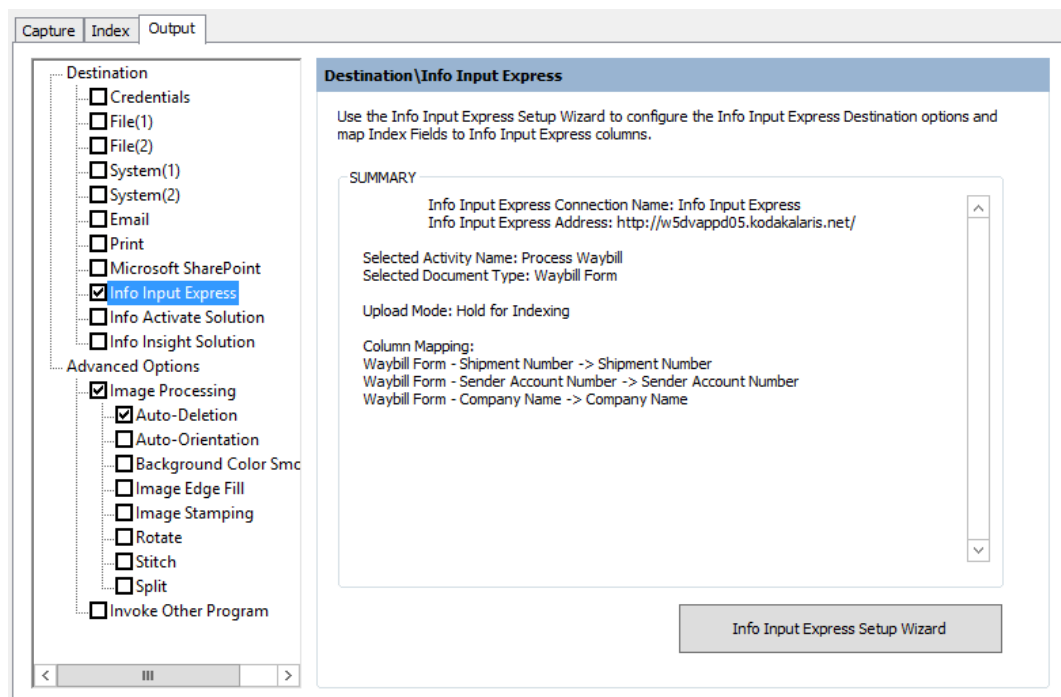 Capture
Index
Output
Destination
Credentials
File(1)
File(2)
System(1)
System(2)
Email
Print
Microsoft SharePoint
Info Input Express
Info Activate Solution
Info Insight Solution
Advanced Options
Image Processing
Auto-Deletion
Auto-Orientation
Background Color Smo
Image Edge Fill
Image Stamping
Rotate
Stitch
Split
Invoke Other Program
Destination\Info Input Express
Use the Info Input Express Setup Wizard to configure the Info Input Express Destination options and
map Index Fields to Info Input Express columns.
SUMMARY
Info Input Express Connection Name: Info Input Express
Info Input Express Address: http://w5dvappd05.kodakalaris.net/
Selected Activity Name: Process Waybill
Selected Document Type: Waybill Form
Upload Mode: Hold for Indexing
Column Mapping:
Waybill Form - Shipment Number -> Shipment Number
Waybill Form - Sender Account Number -> Sender Account Number
Waybill Form - Company Name -> Company Name
Info Input Express Setup Wizard